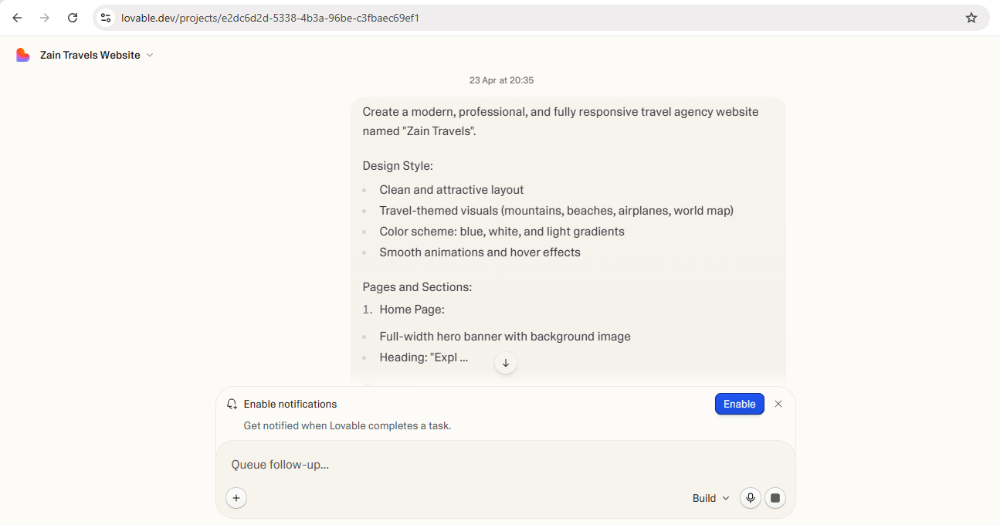 lovable.dev/projects/e2dc6d2d-5338-4b3a-96be-c3fbaec69ef1
Zain Travels Website
23 Apr at 20:35
Create a modern, professional, and fully responsive travel agency website
named "Zain Travels".
Design Style:
Clean and attractive layout
Travel-themed visuals (mountains, beaches, airplanes, world map)
Color scheme: blue, white, and light gradients
Smooth animations and hover effects
Pages and Sections:
1. Home Page:
Full-width hero banner with background image
Heading: "Expl ...
Enable notifications
Enable
Get notified when Lovable completes a task.
Queue follow-up...
Build